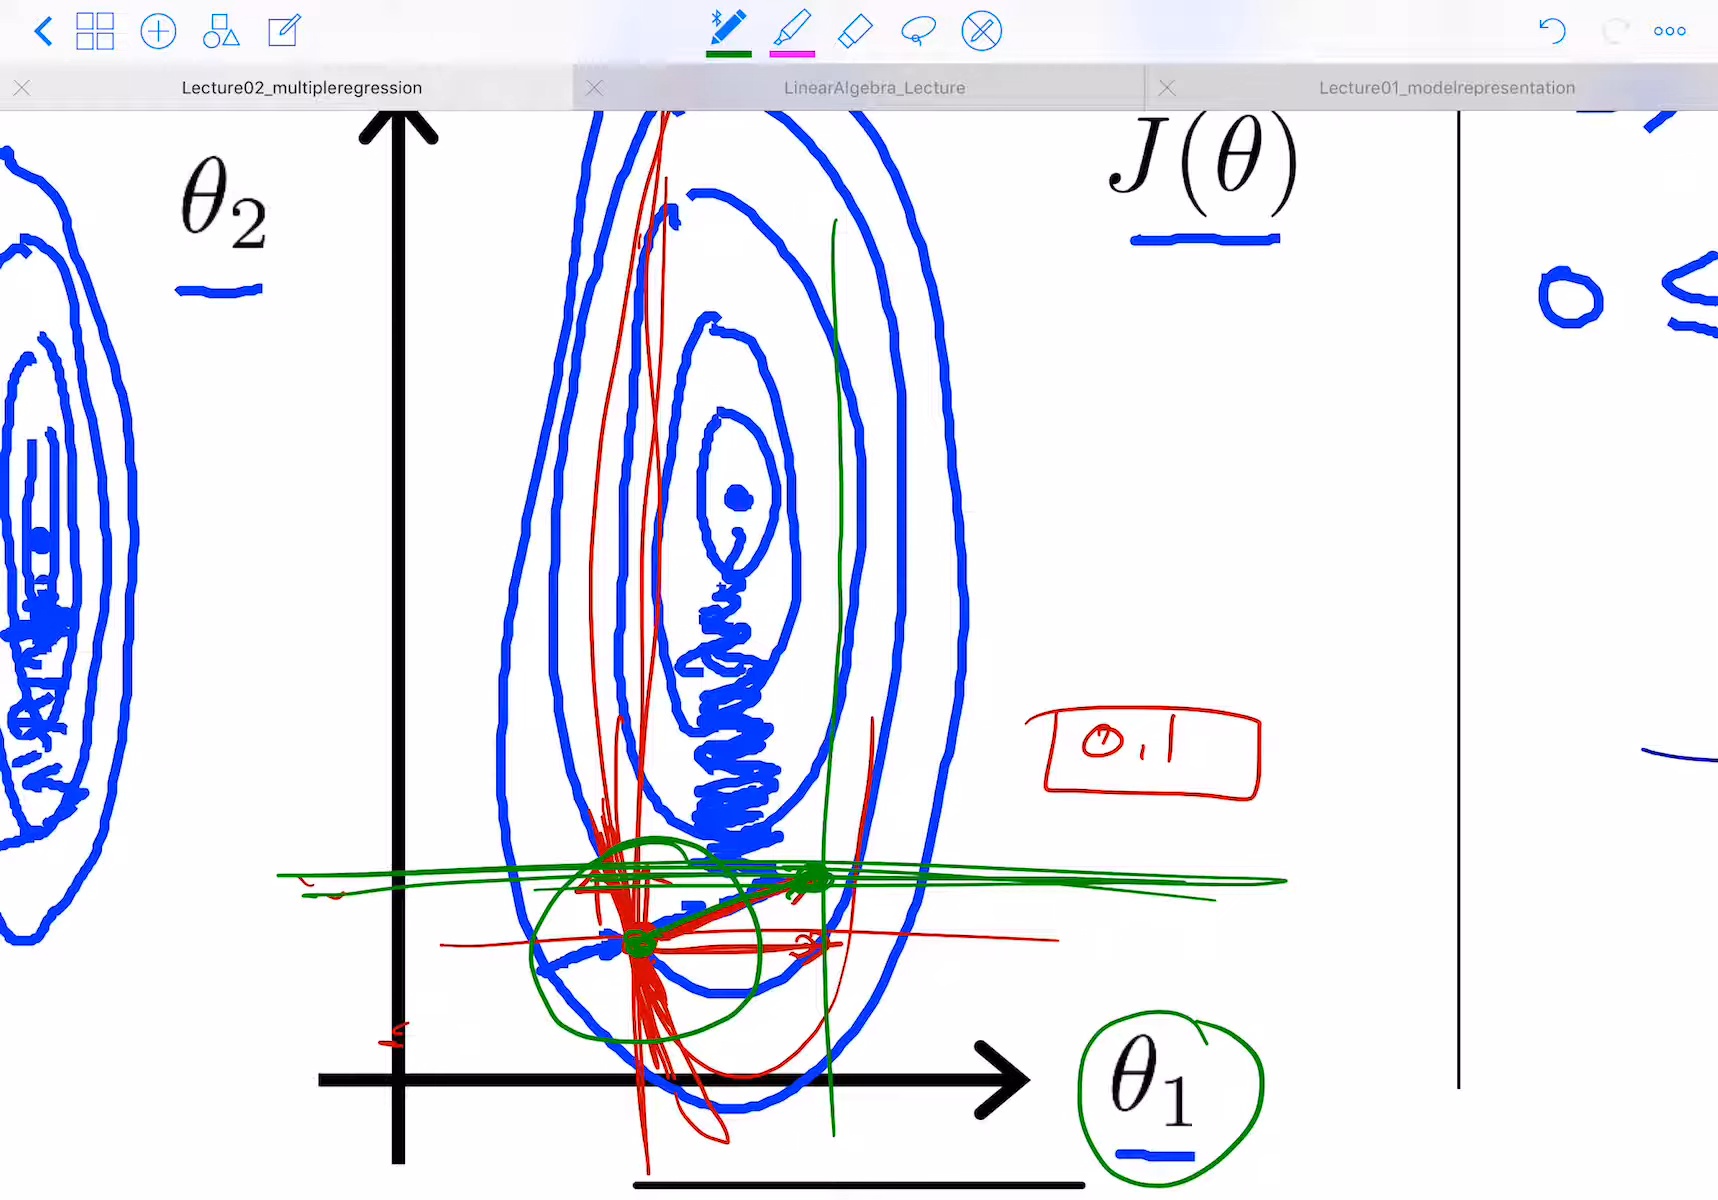 Lecture02_multipleregression
LinearAlgebra_Lecture
Lecture01_modelrepresentation
θ₂
J(θ)
0.1
θ₁